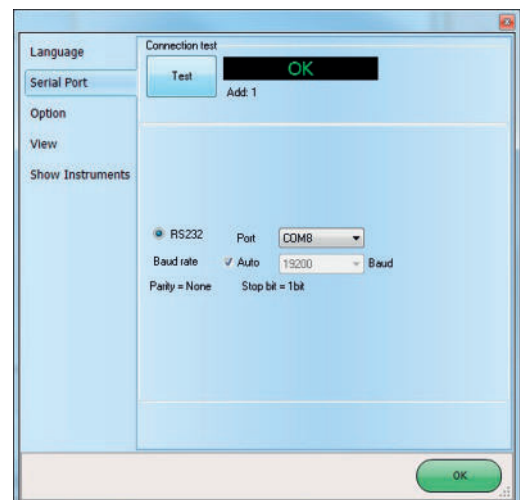 Language
Serial Port
Option
View
Show Instruments
Connection test
Test
OK
Add: 1
RS232 Port COM8
Baud rate Auto 19200 Baud
Parity = None Stop bit = 1bit
OK